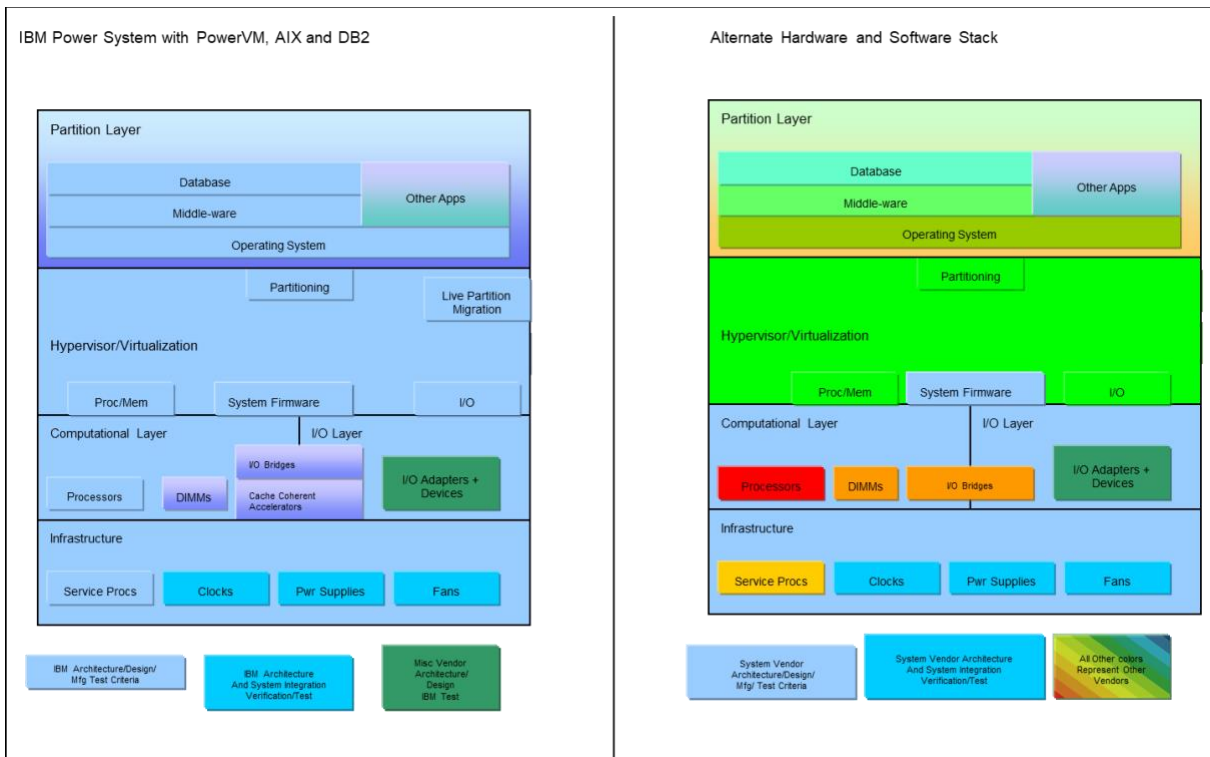 IBM Power System with PowerVM, AIX and DB2
Partition Layer
Database
Other Apps
Middle-ware
Operating System
Partitioning
Live Partition
Migration
Hypervisor/Virtualization
Proc/Mem
System Firmware
I/O
Computational Layer
I/O Layer
I/O Bridges
Processors
DIMMs
Cache Coherent
Accelerators
I/O Adapters +
Devices
Infrastructure
Service Procs
Clocks
Pwr Supplies
Fans
IBM Architecture/Design/
Mfg Test Criteria
IBM Architecture
And System Integration
Verification/Test
Misc Vendor
Architecture/
Design
IBM Test
Alternate Hardware and Software Stack
Partition Layer
Database
Other Apps
Middle-ware
Operating System
Partitioning
Hypervisor/Virtualization
Proc/Mem
System Firmware
I/O
Computational Layer
I/O Layer
Processors
DIMMs
I/O Bridges
I/O Adapters +
Devices
Infrastructure
Service Procs
Clocks
Pwr Supplies
Fans
System Vendor
Architecture/Design/
Mfg/ Test Criteria
System Vendor Architecture
And System Integration
Verification/Test
All Other colors
Represent Other
Vendors